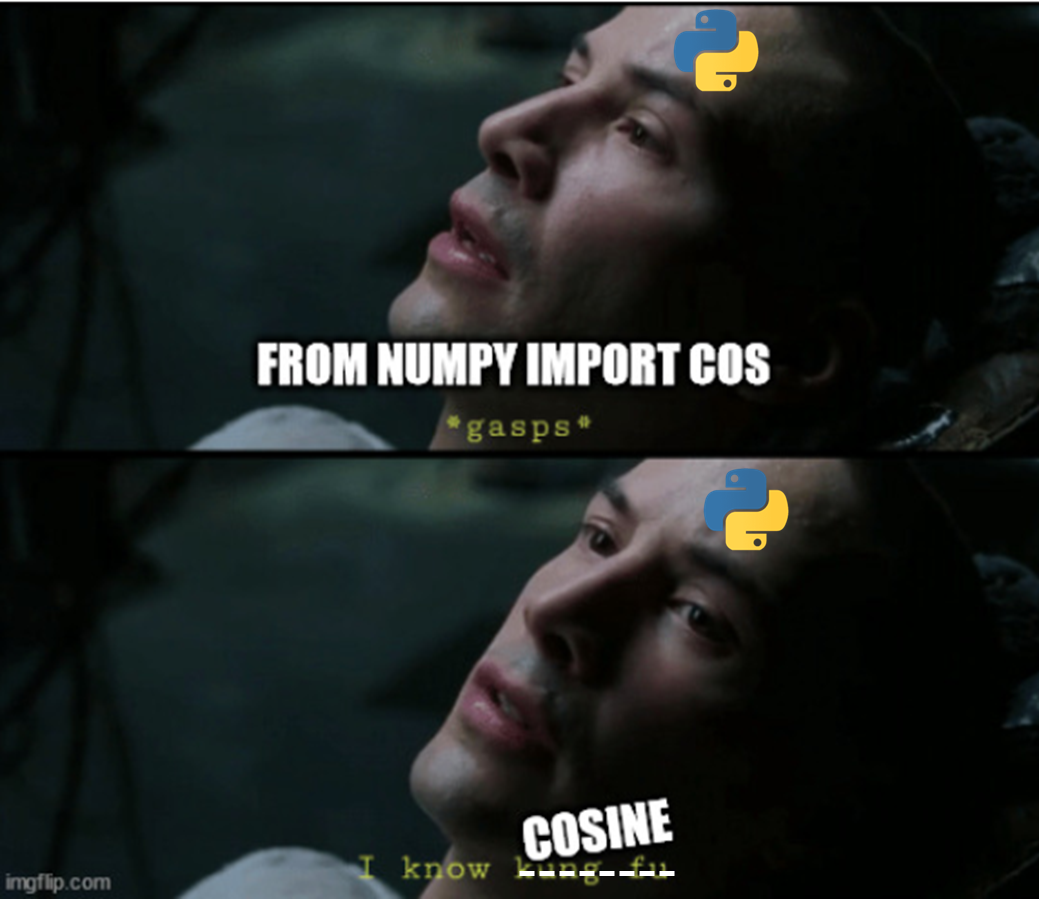 FROM NUMPY IMPORT COS
*gasps*
COSINE
I know kung fu
imgflip.com